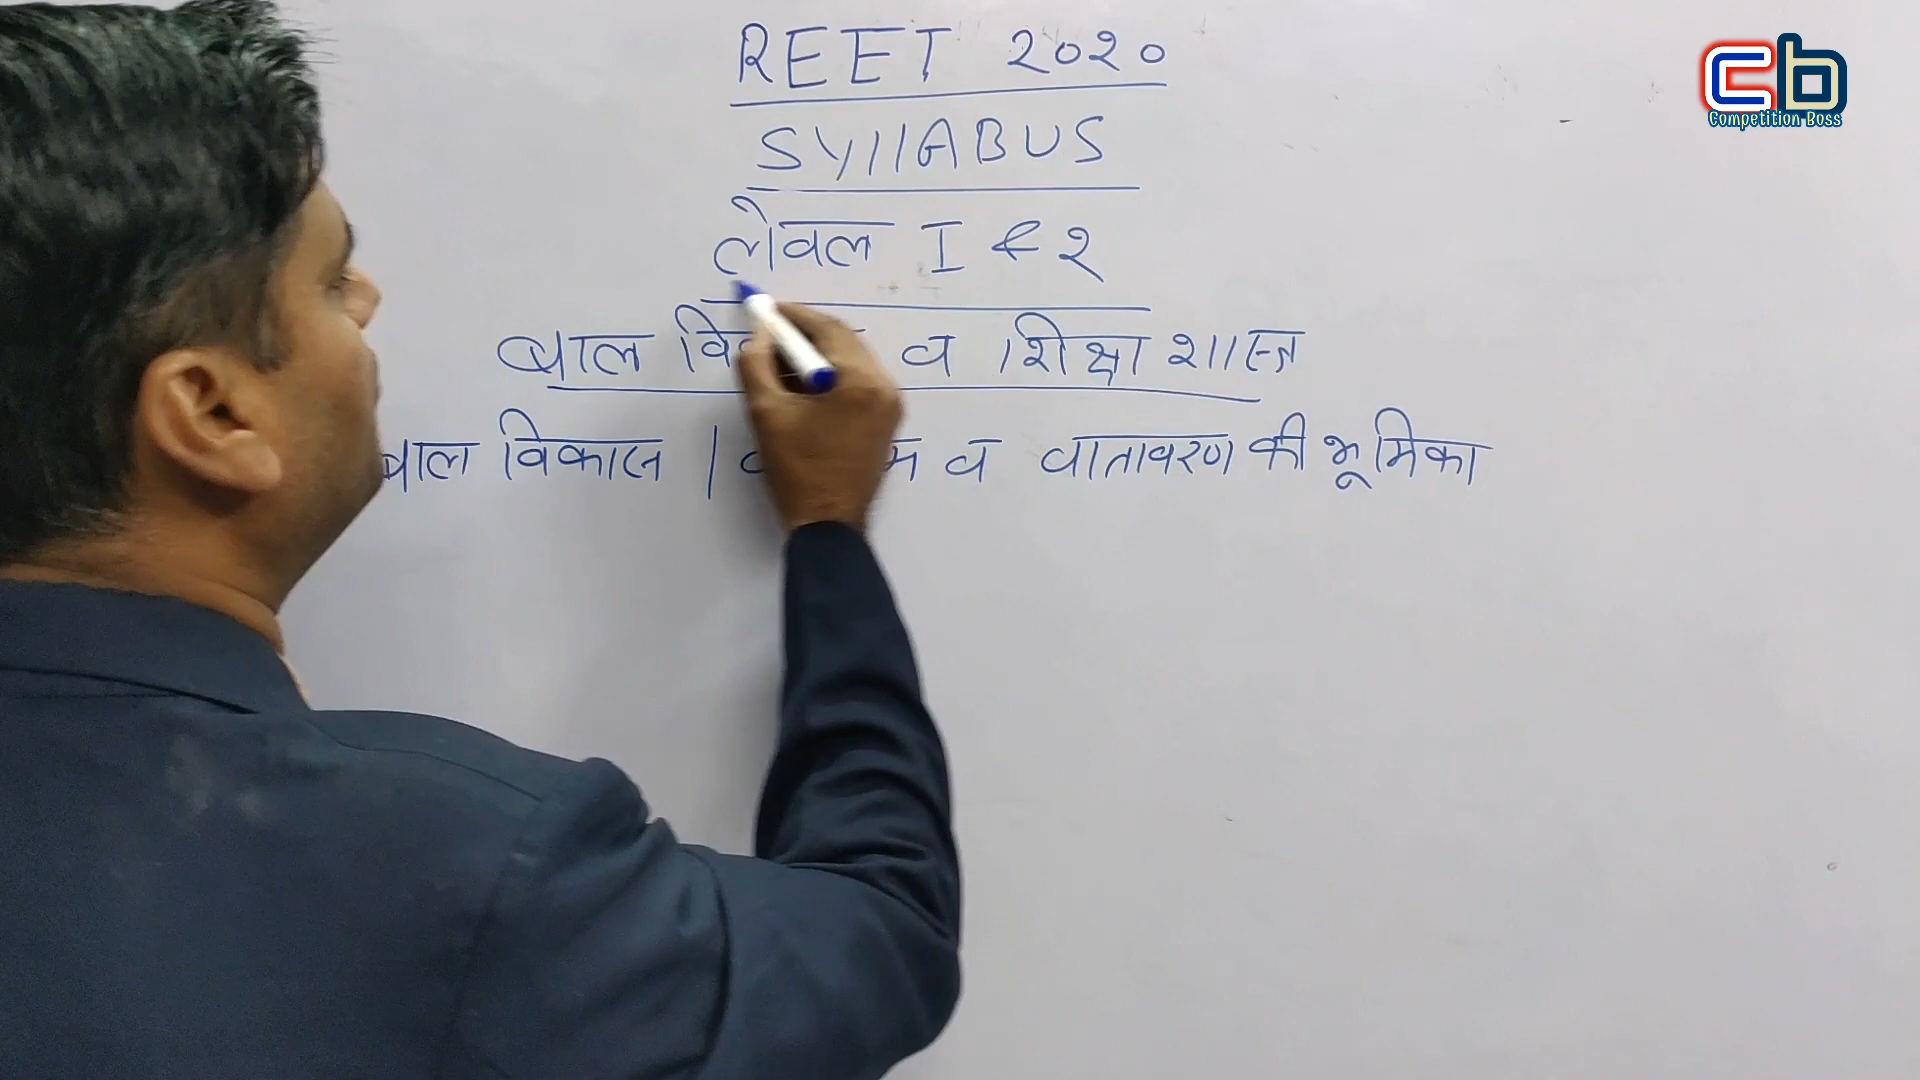 REET 2020
SYllABUS
लेवल I & 2
बाल व शिक्षा शास्त्र
बाल विकास | व वातावरण की भूमिका
cb
Competition Boss